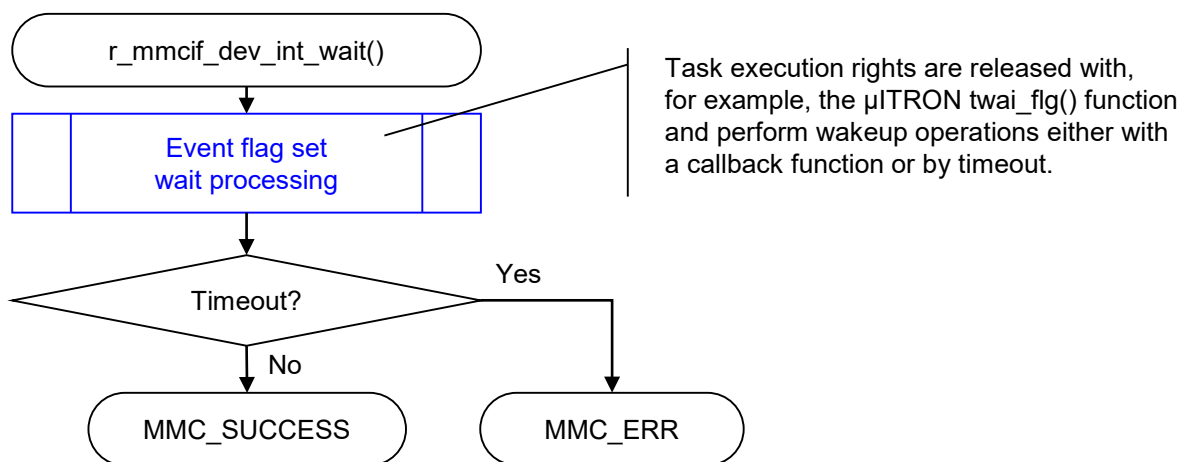 r_mmcif_dev_int_wait()
Task execution rights are released with,
for example, the µITRON twai_flg() function
and perform wakeup operations either with
a callback function or by timeout.
Event flag set
wait processing
Timeout?
Yes
No
MMC_SUCCESS
MMC_ERR